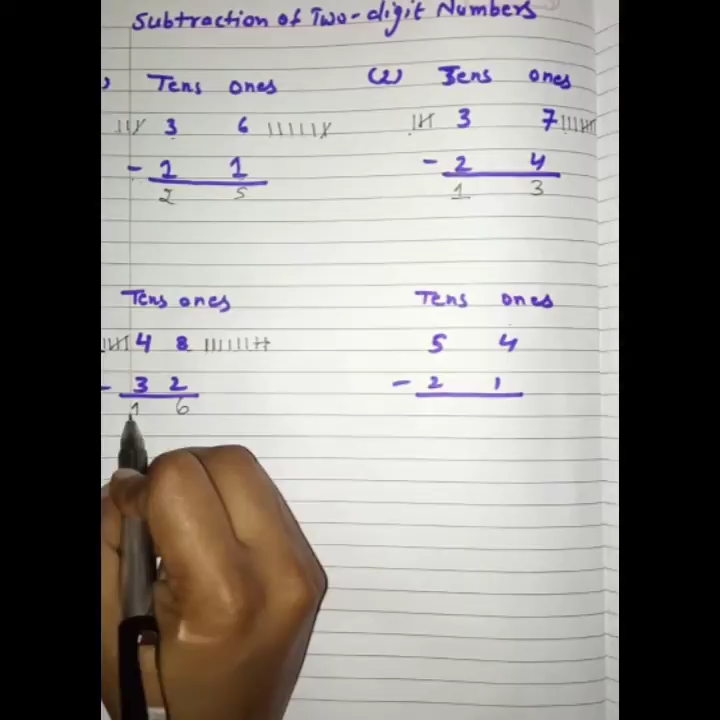 Subtraction of Two-digit Numbers
) Tens ones
3 6
- 1 1
2 5
(2) Tens ones
3 7
- 2 4
1 3
Tens ones
4 8
- 3 2
1 6
Tens ones
5 4
- 2 1